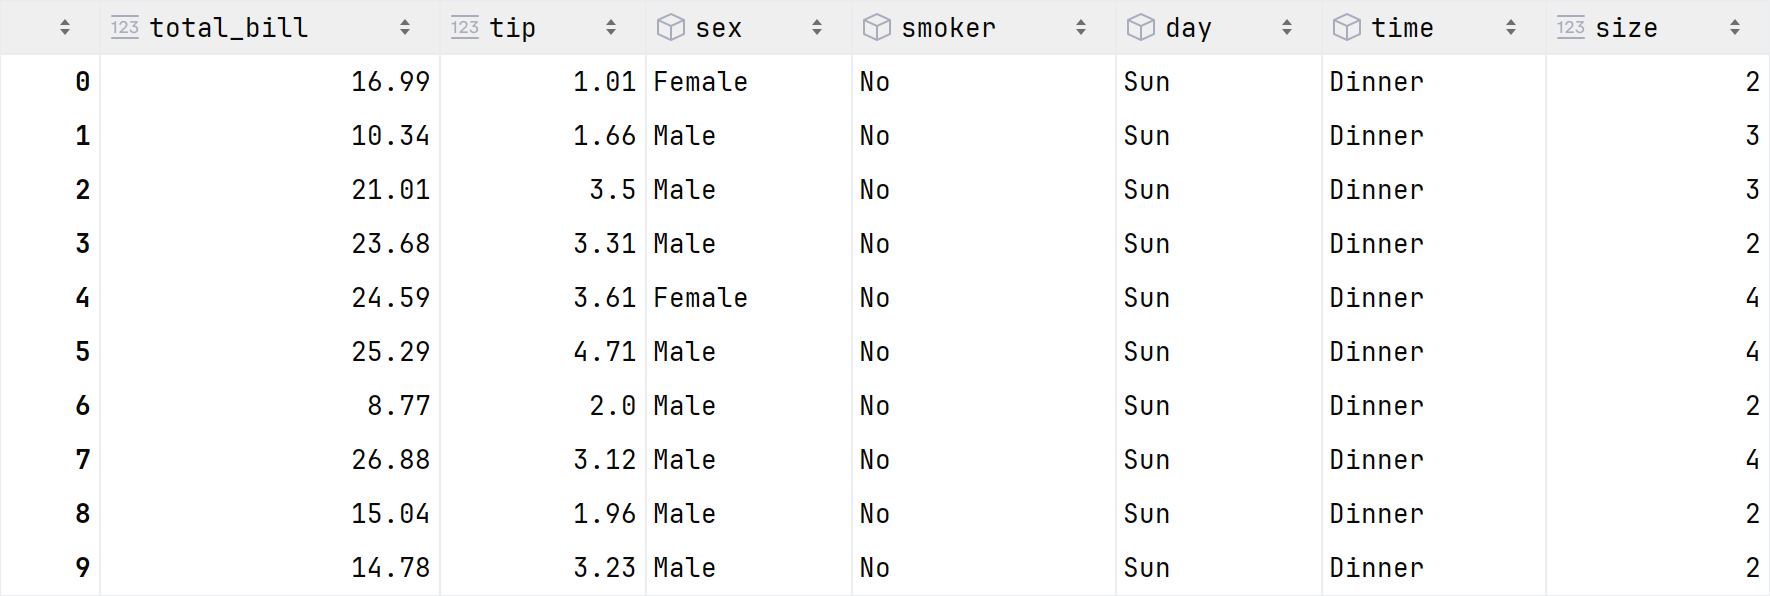 123 total_bill 123 tip sex smoker day time 123 size
0 16.99 1.01 Female No Sun Dinner 2
1 10.34 1.66 Male No Sun Dinner 3
2 21.01 3.5 Male No Sun Dinner 3
3 23.68 3.31 Male No Sun Dinner 2
4 24.59 3.61 Female No Sun Dinner 4
5 25.29 4.71 Male No Sun Dinner 4
6 8.77 2.0 Male No Sun Dinner 2
7 26.88 3.12 Male No Sun Dinner 4
8 15.04 1.96 Male No Sun Dinner 2
9 14.78 3.23 Male No Sun Dinner 2